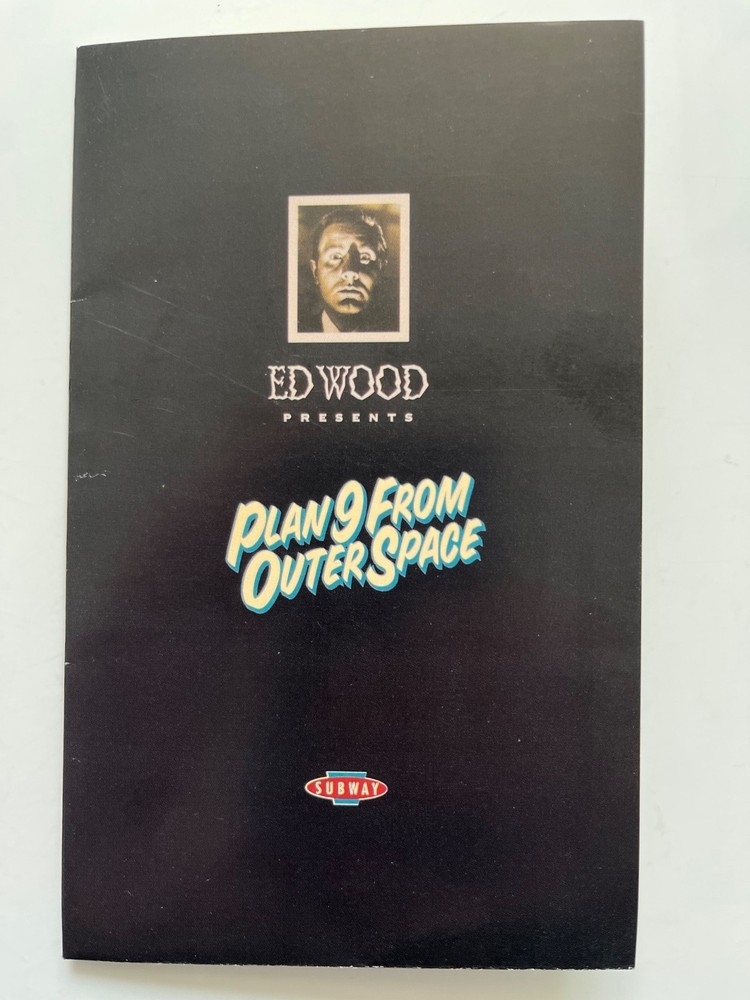 ED WOOD
PRESENTS
PLAN 9 FROM
OUTER SPACE
SUBWAY